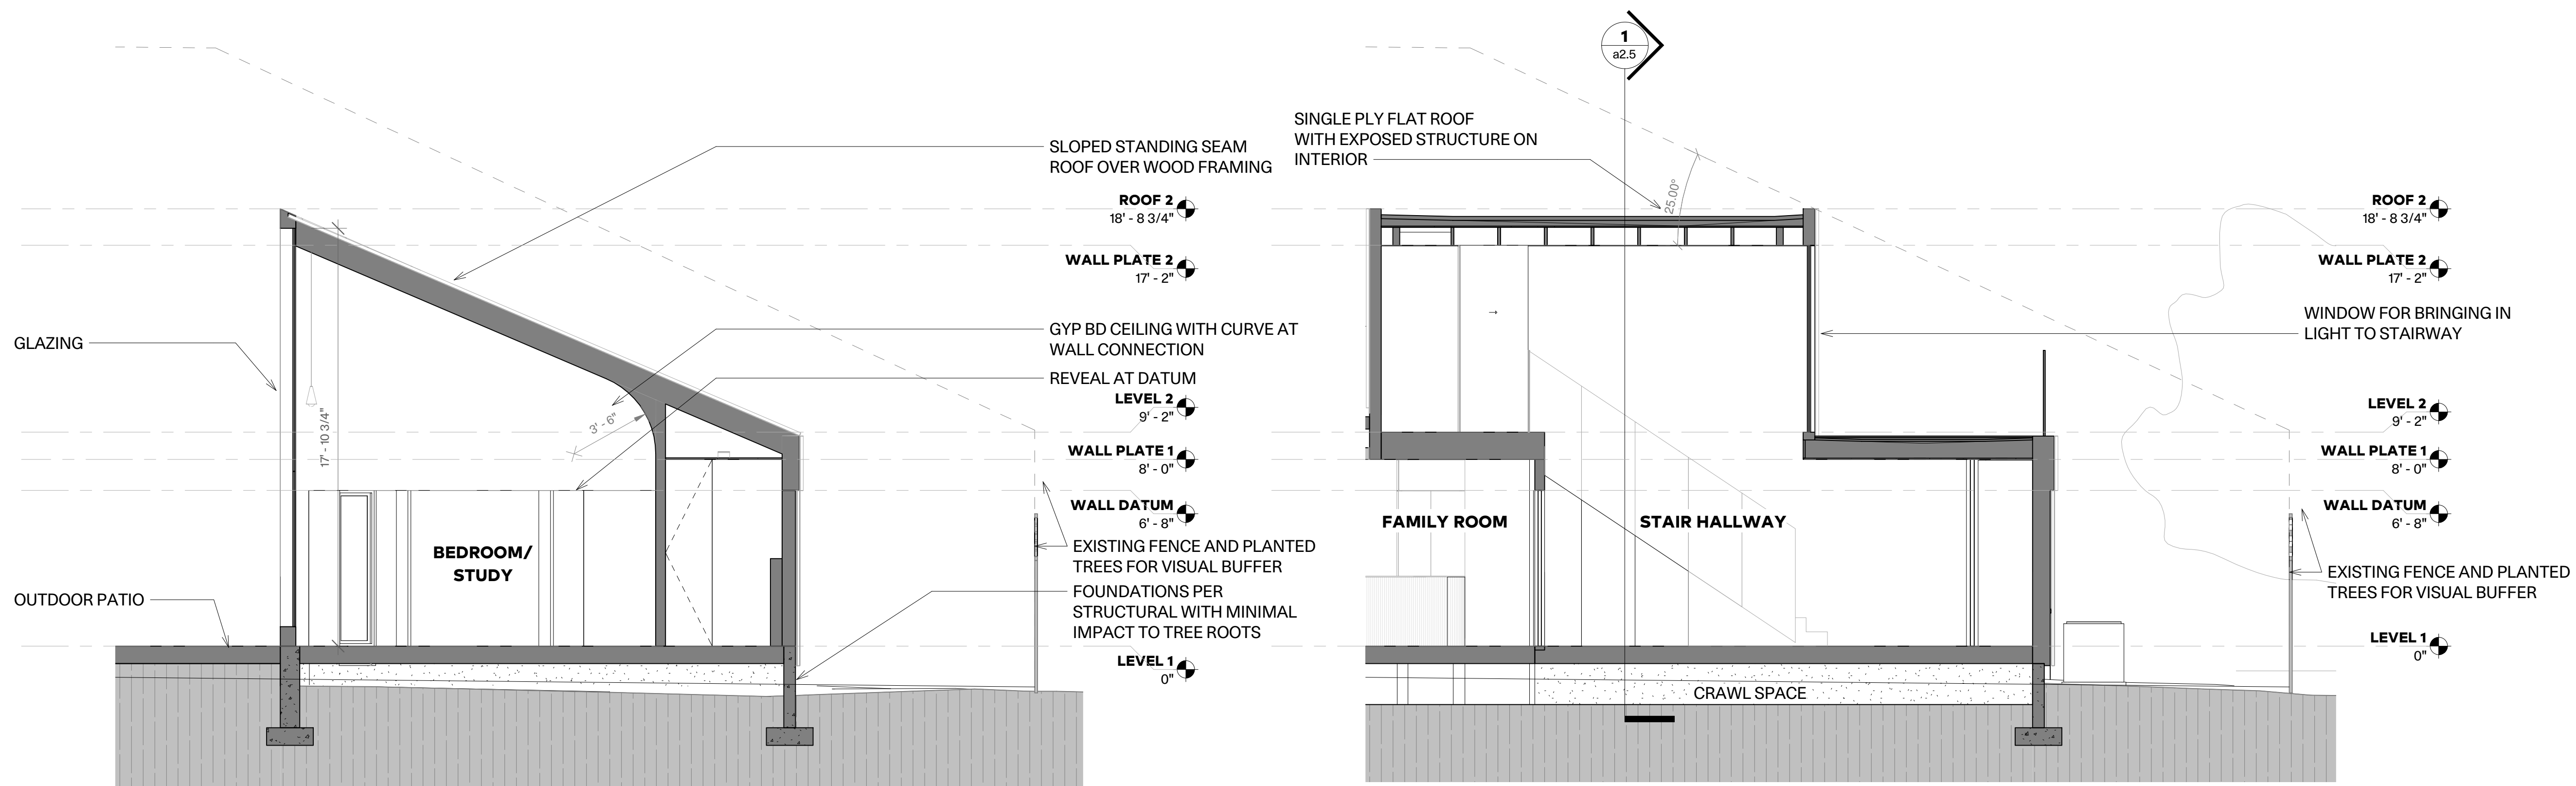 GLAZING
OUTDOOR PATIO
17' - 10 3/4"
3' - 6"
BEDROOM/
STUDY
SLOPED STANDING SEAM
ROOF OVER WOOD FRAMING
ROOF 2
18' - 8 3/4"
WALL PLATE 2
17' - 2"
GYP BD CEILING WITH CURVE AT
WALL CONNECTION
REVEAL AT DATUM
LEVEL 2
9' - 2"
WALL PLATE 1
8' - 0"
WALL DATUM
6' - 8"
EXISTING FENCE AND PLANTED
TREES FOR VISUAL BUFFER
FOUNDATIONS PER
STRUCTURAL WITH MINIMAL
IMPACT TO TREE ROOTS
LEVEL 1
0"
1
a2.5
SINGLE PLY FLAT ROOF
WITH EXPOSED STRUCTURE ON
INTERIOR
25.00°
FAMILY ROOM
STAIR HALLWAY
CRAWL SPACE
ROOF 2
18' - 8 3/4"
WALL PLATE 2
17' - 2"
WINDOW FOR BRINGING IN
LIGHT TO STAIRWAY
LEVEL 2
9' - 2"
WALL PLATE 1
8' - 0"
WALL DATUM
6' - 8"
EXISTING FENCE AND PLANTED
TREES FOR VISUAL BUFFER
LEVEL 1
0"